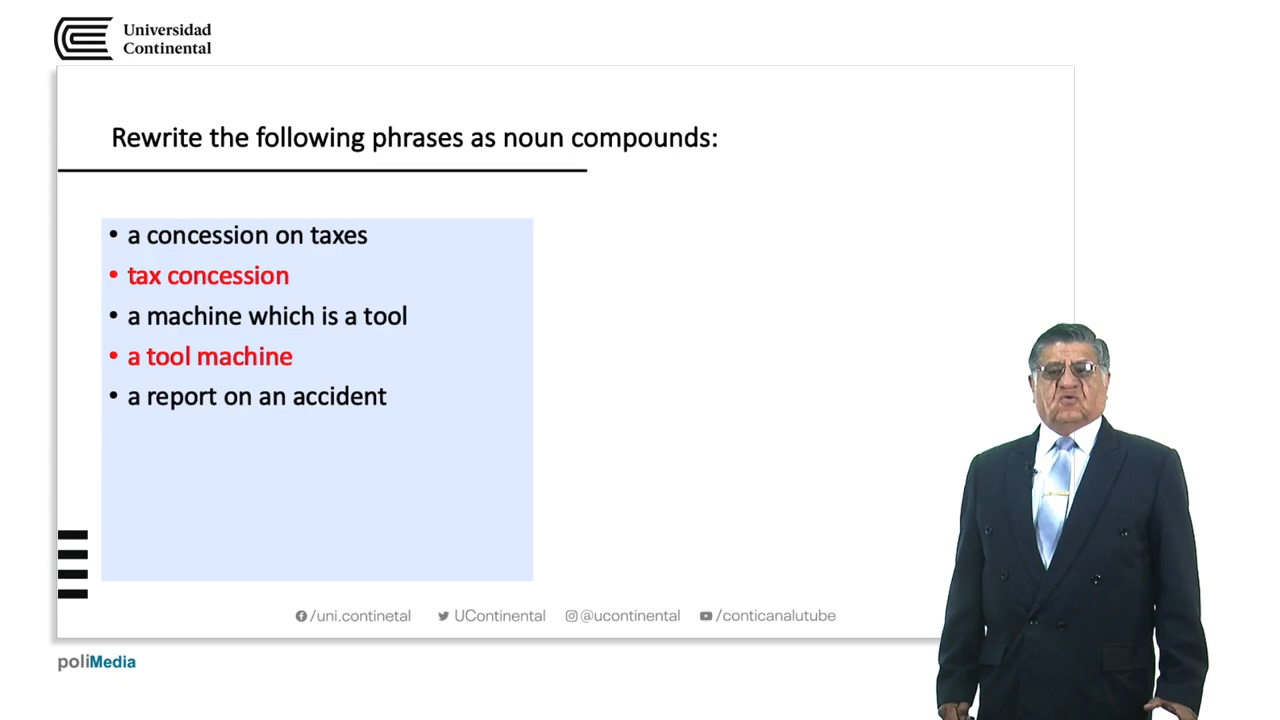 Universidad
Continental
Rewrite the following phrases as noun compounds:
• a concession on taxes
• tax concession
• a machine which is a tool
• a tool machine
• a report on an accident
/uni.continetal UContinental @ucontinental /conticanalutube
poliMedia